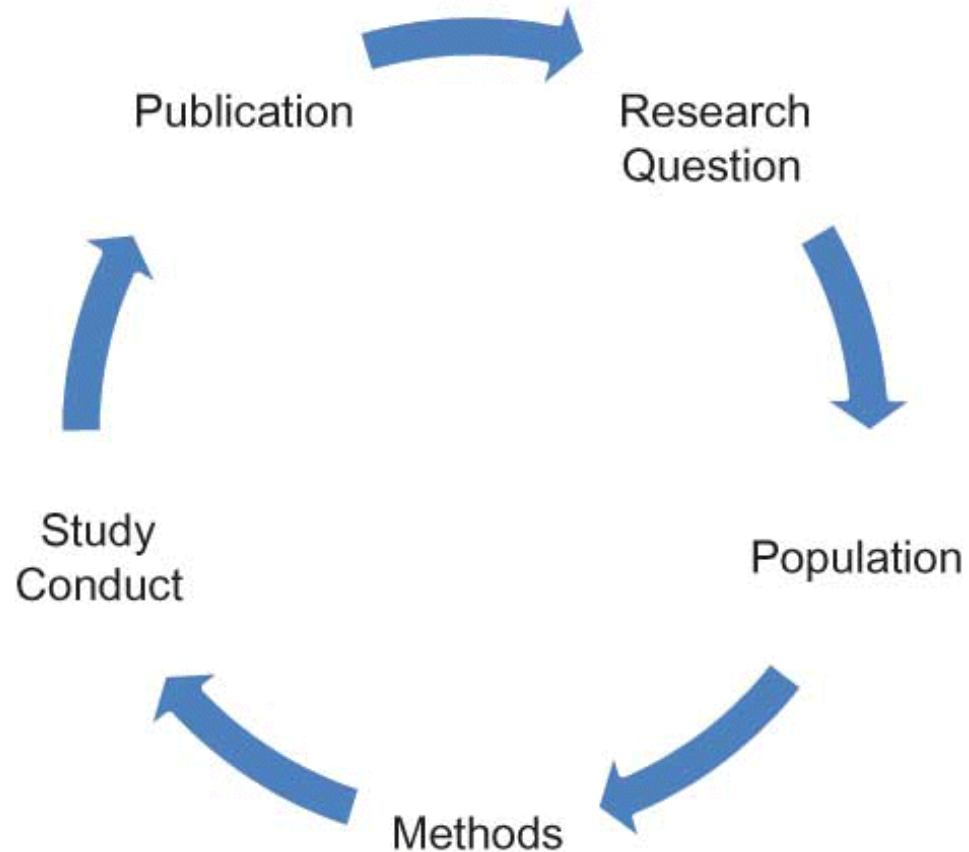 Publication
Research
Question
Population
Methods
Study
Conduct